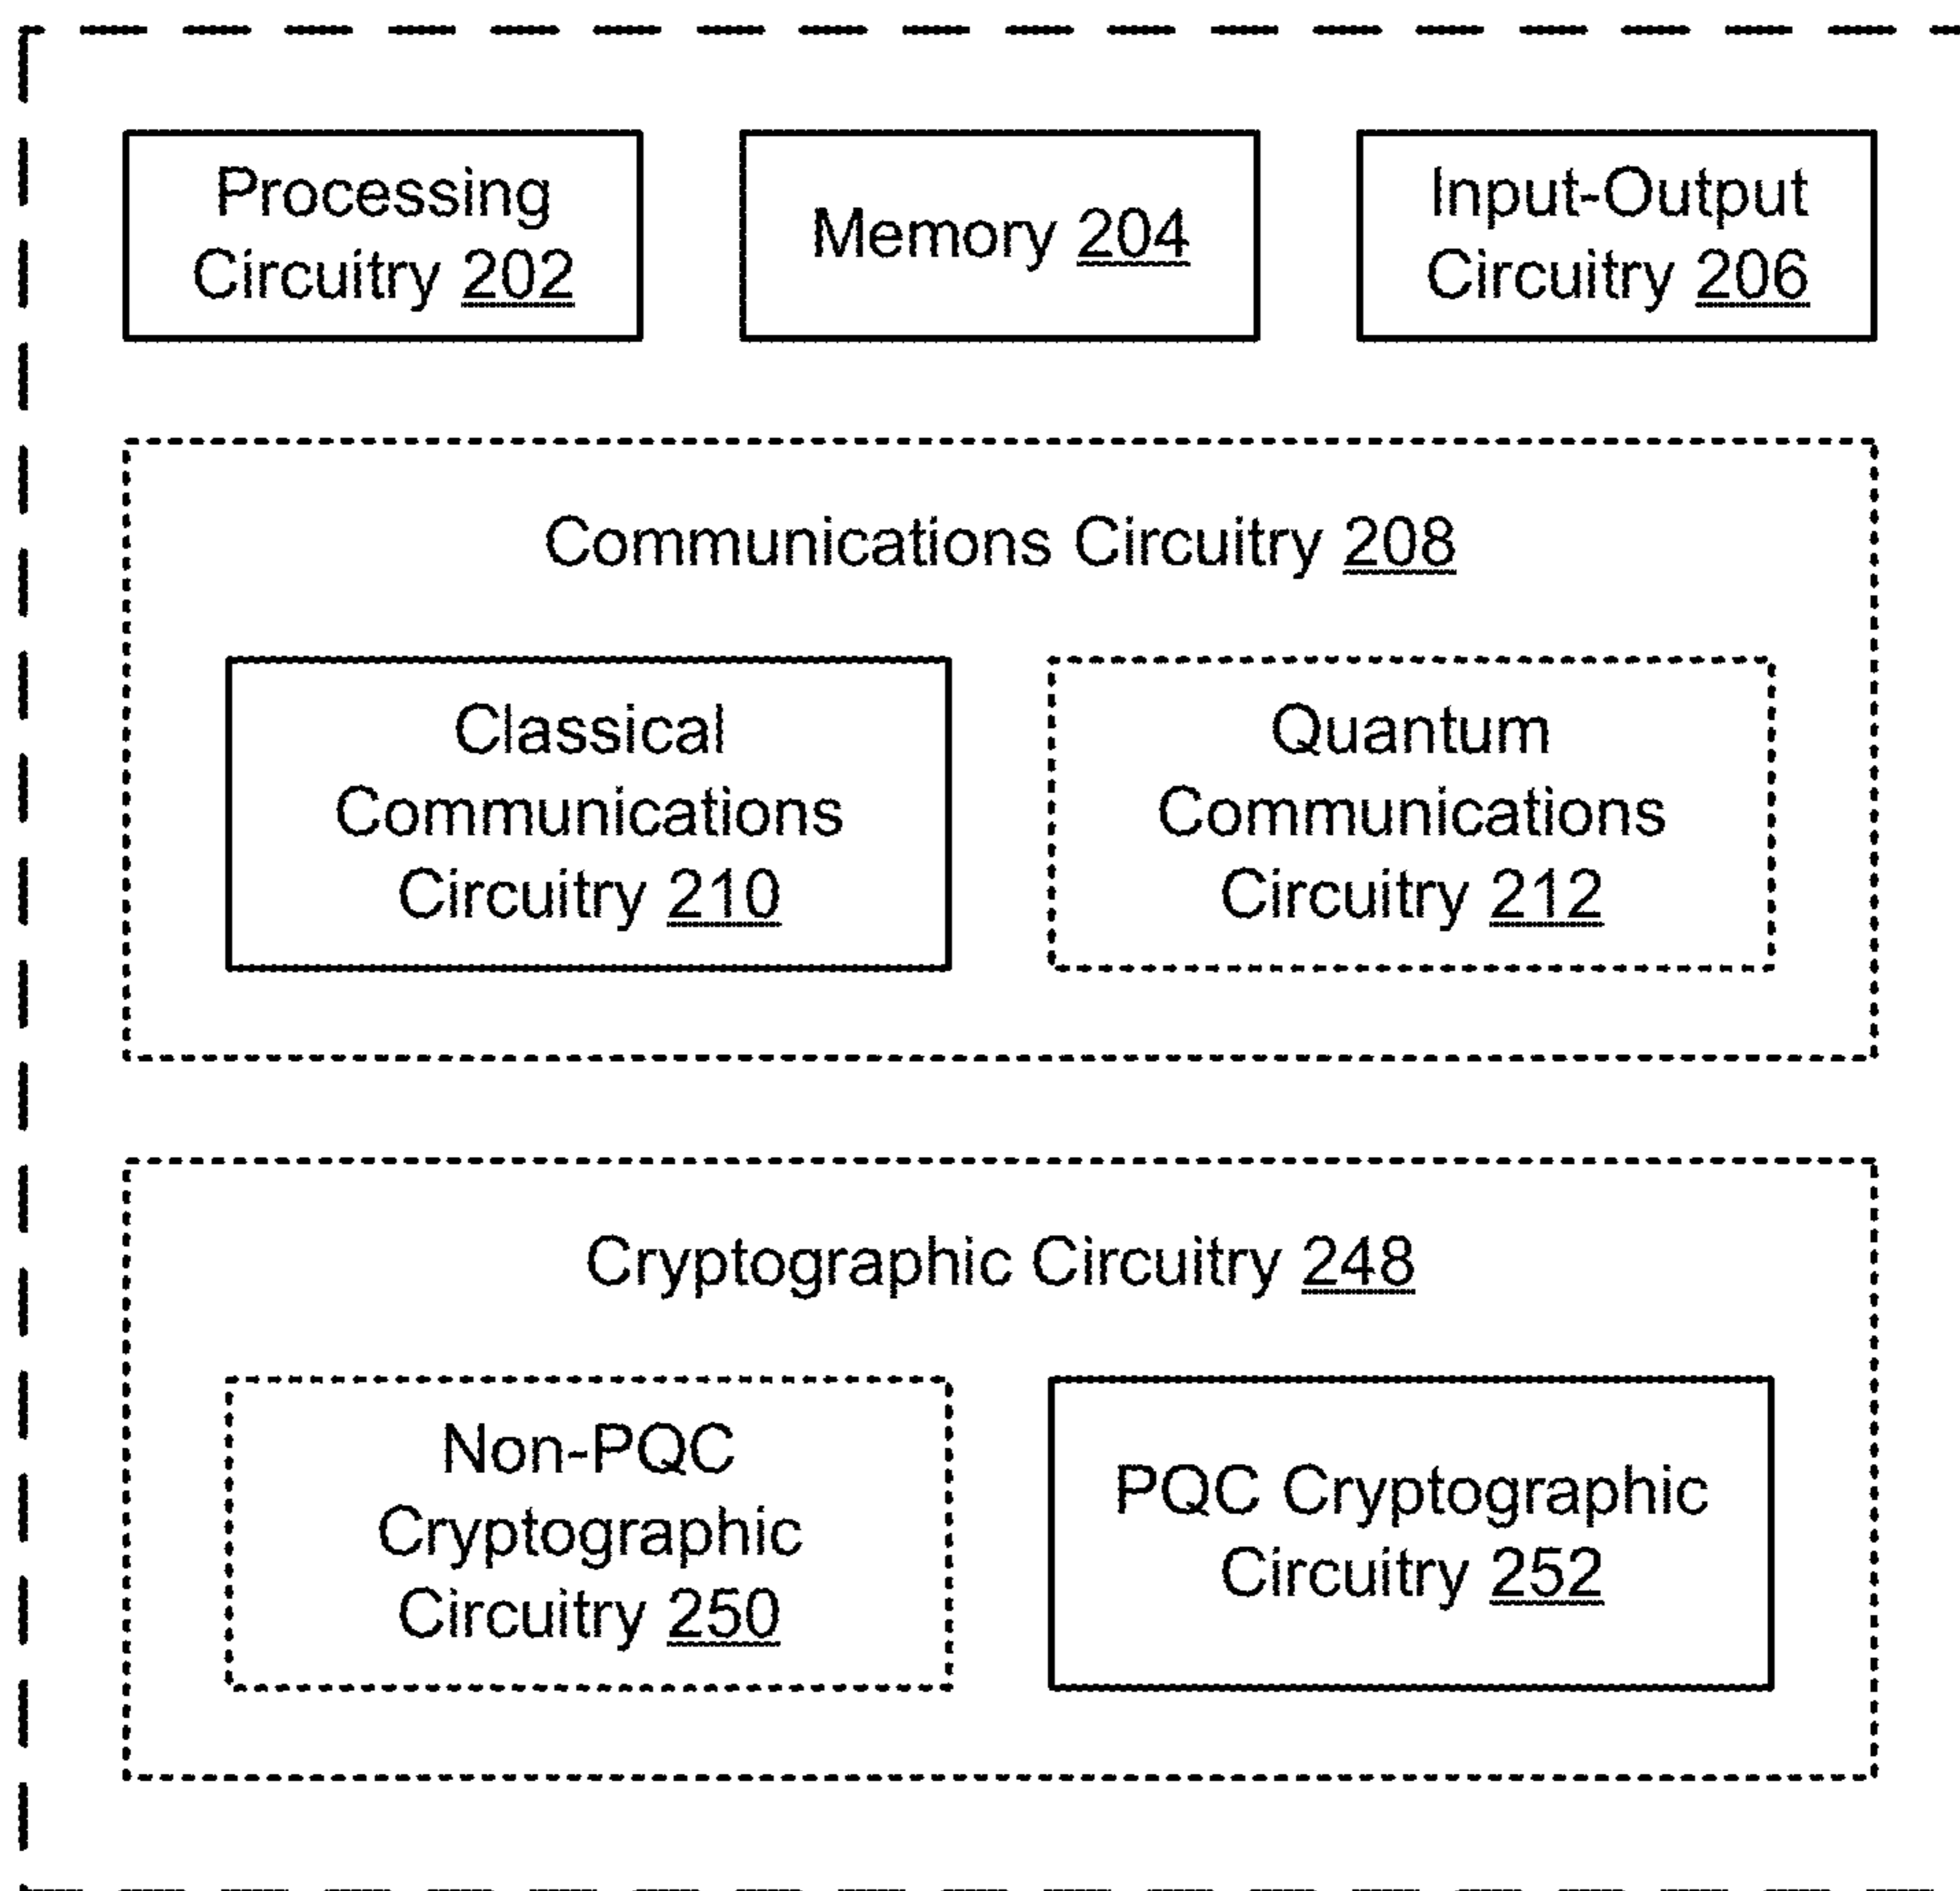 Processing
Circuitry 202
Memory 204
Input-Output
Circuitry 206
Communications Circuitry 208
Classical
Communications
Circuitry 210
Quantum
Communications
Circuitry 212
Cryptographic Circuitry 248
Non-PQC
Cryptographic
Circuitry 250
PQC Cryptographic
Circuitry 252